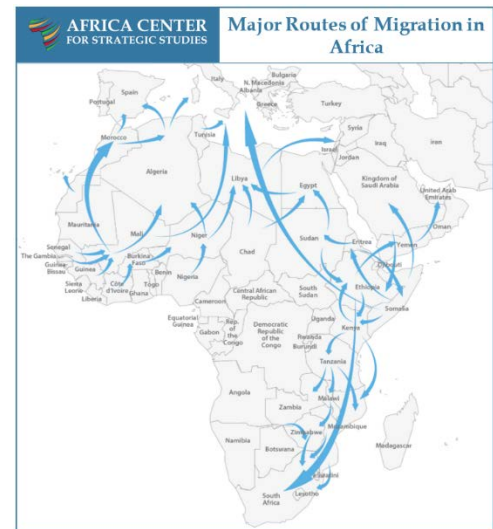 AFRICA CENTER
FOR STRATEGIC STUDIES
Major Routes of Migration in
Africa
Bulgaria
Italy
N. Macedonia
Albania
Spain
Portugal
Greece
Turkey
Syria
Tunisia
Morocco
Iraq
Iran
Israel
Jordan
Algeria
Libya
Egypt
Kingdom of
Saudi Arabia
United Arab
Emirates
Oman
Mauritania
Mali
Niger
Sudan
Eritrea
Yemen
Senegal
The Gambia
Guinea-
Bissau
Guinea
Burkina
Faso
Chad
Djibouti
Sierra
Leone
Liberia
Côte
d'Ivoire
Ghana
Togo
Benin
Nigeria
Ethiopia
Somalia
Central African
Republic
South
Sudan
Cameroon
Equatorial
Guinea
Gabon
Rep.
of the
Congo
Democratic
Republic
of the
Congo
Uganda
Kenya
Rwanda
Burundi
Tanzania
Angola
Malawi
Zambia
Mozambique
Zimbabwe
Namibia
Botswana
Madagascar
Eswatini
South
Africa
Lesotho